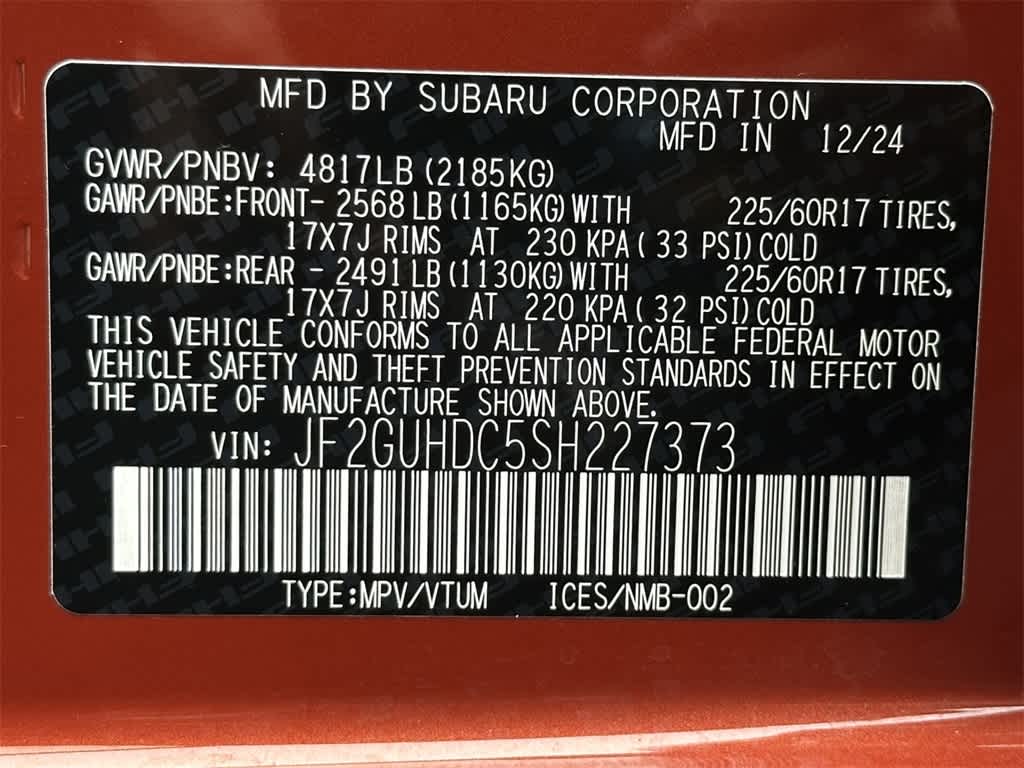 MFD BY SUBARU CORPORATION
MFD IN 12/24
GVWR/PNBV: 4817LB (2185KG)
GAWR/PNBE:FRONT- 2568 LB (1165KG) WITH 225/60R17 TIRES,
17X7J RIMS AT 230 KPA ( 33 PSI) COLD
GAWR/PNBE:REAR - 2491 LB (1130KG) WITH 225/60R17 TIRES,
17X7J RIMS AT 220 KPA ( 32 PSI) COLD
THIS VEHICLE CONFORMS TO ALL APPLICABLE FEDERAL MOTOR
VEHICLE SAFETY AND THEFT PREVENTION STANDARDS IN EFFECT ON
THE DATE OF MANUFACTURE SHOWN ABOVE.
VIN: JF2GUHDC5SH227373
TYPE:MPV/VTUM ICES/NMB-002